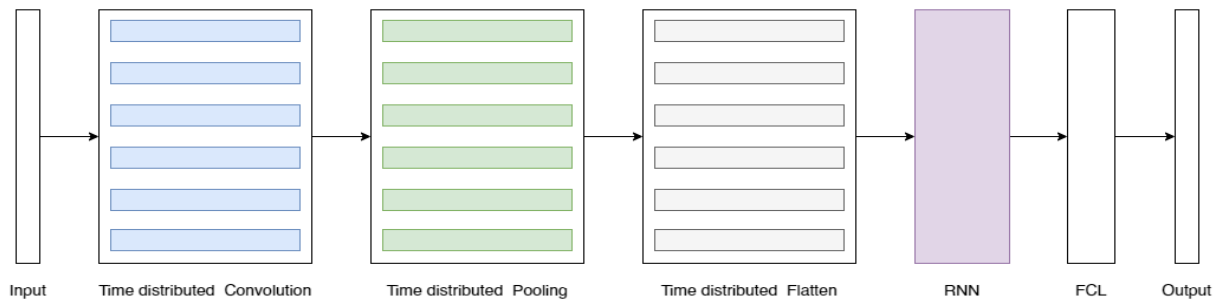 Input
Time distributed Convolution
Time distributed Pooling
Time distributed Flatten
RNN
FCL
Output